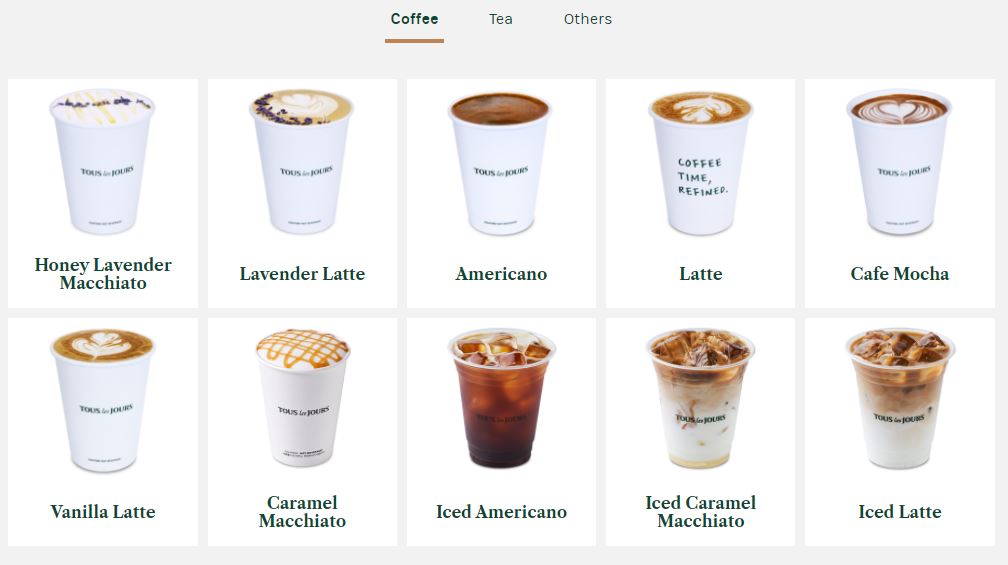 Coffee Tea Others
TOUS les JOURS
TOUS les JOURS
TOUS les JOURS
COFFEE
TIME,
REFINED.
TOUS les JOURS
Honey Lavender
Macchiato
Lavender Latte
Americano
Latte
Cafe Mocha
TOUS les JOURS
TOUS les JOURS
TOUS les JOURS
TOUS les JOURS
TOUS les JOURS
Vanilla Latte
Caramel
Macchiato
Iced Americano
Iced Caramel
Macchiato
Iced Latte